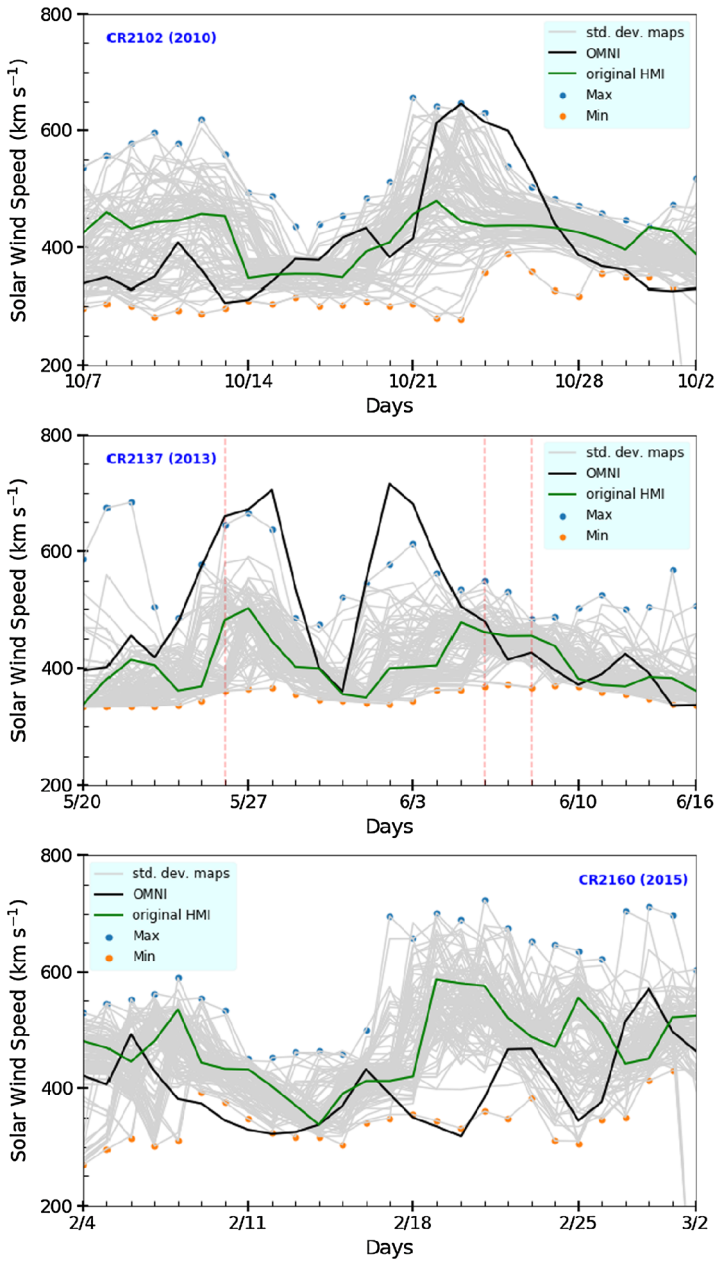 800
600
400
200
Solar Wind Speed (km s⁻¹)
CR2102 (2010)
std. dev. maps
OMNI
original HMI
Max
Min
10/7
10/14
10/21
10/28
10/2
Days
800
600
400
200
Solar Wind Speed (km s⁻¹)
CR2137 (2013)
std. dev. maps
OMNI
original HMI
Max
Min
5/20
5/27
6/3
6/10
6/16
Days
800
600
400
200
Solar Wind Speed (km s⁻¹)
std. dev. maps
OMNI
original HMI
Max
Min
CR2160 (2015)
2/4
2/11
2/18
2/25
3/2
Days